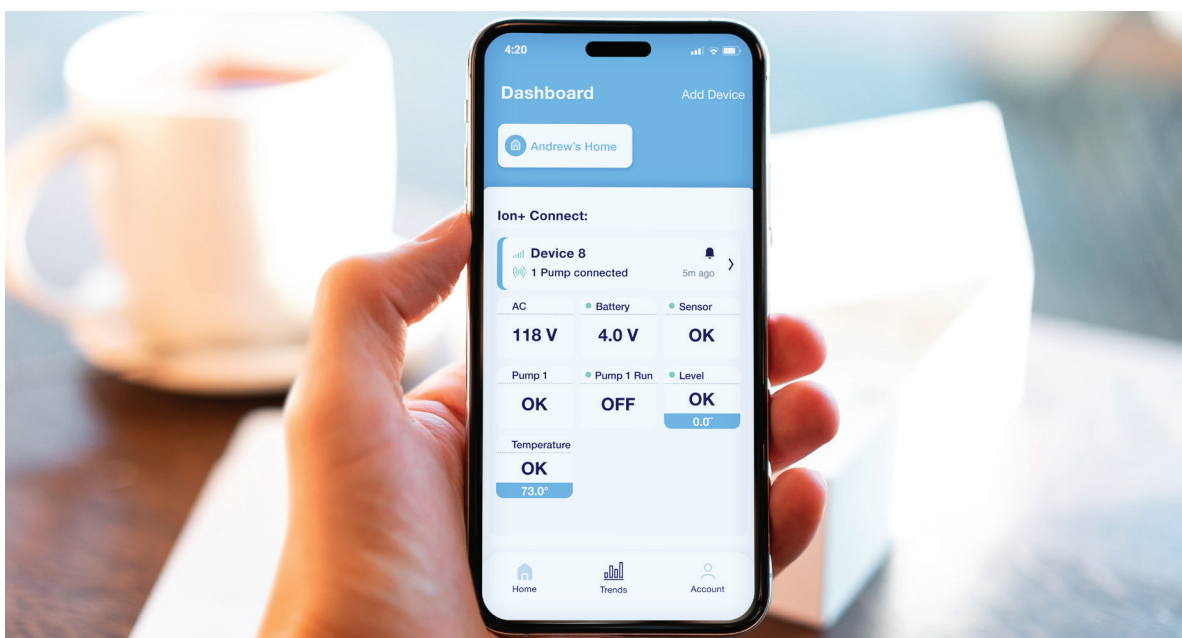 4:20
Dashboard
Add Device
Andrew's Home
Ion+ Connect:
Device 8
1 Pump connected
5m ago
AC
Battery
Sensor
118 V
4.0 V
OK
Pump 1
Pump 1 Run
Level
OK
OFF
OK
0.0"
Temperature
OK
73.0°
Home
Trends
Account